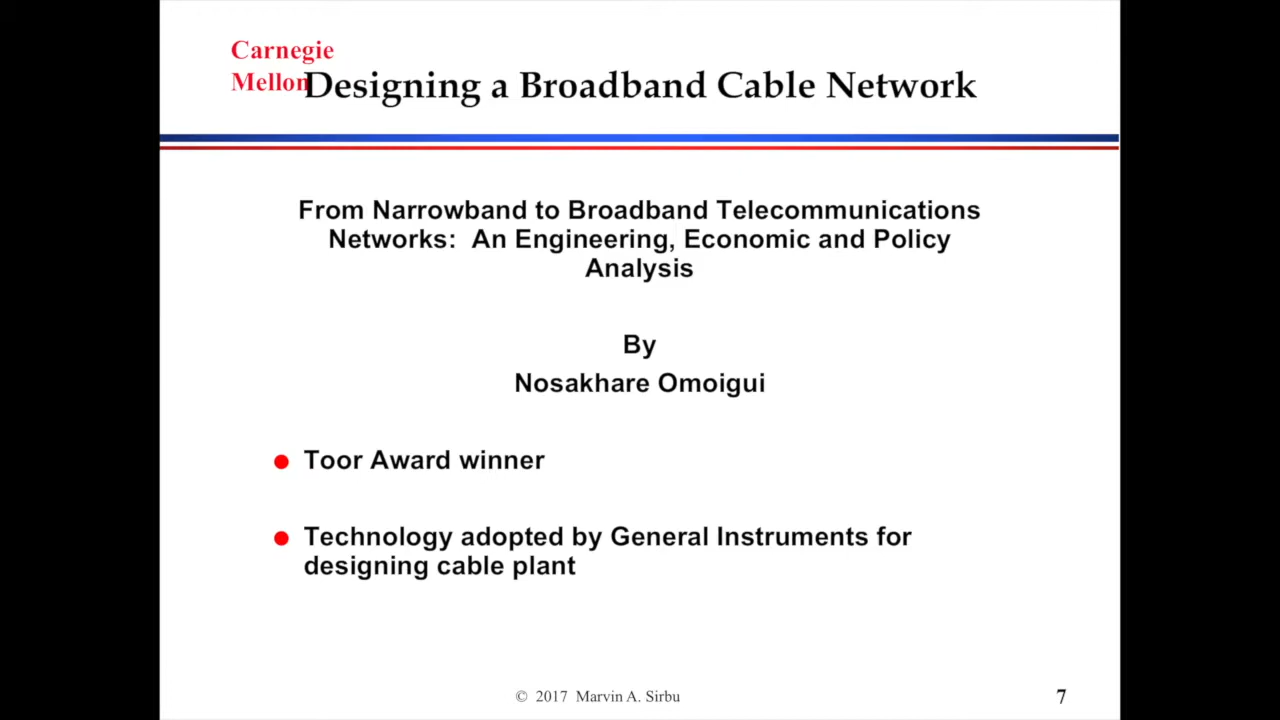 Carnegie
Mellon
Designing a Broadband Cable Network
From Narrowband to Broadband Telecommunications
Networks:  An Engineering, Economic and Policy
Analysis
By
Nosakhare Omoigui
● Toor Award winner
● Technology adopted by General Instruments for
designing cable plant
© 2017 Marvin A. Sirbu
7